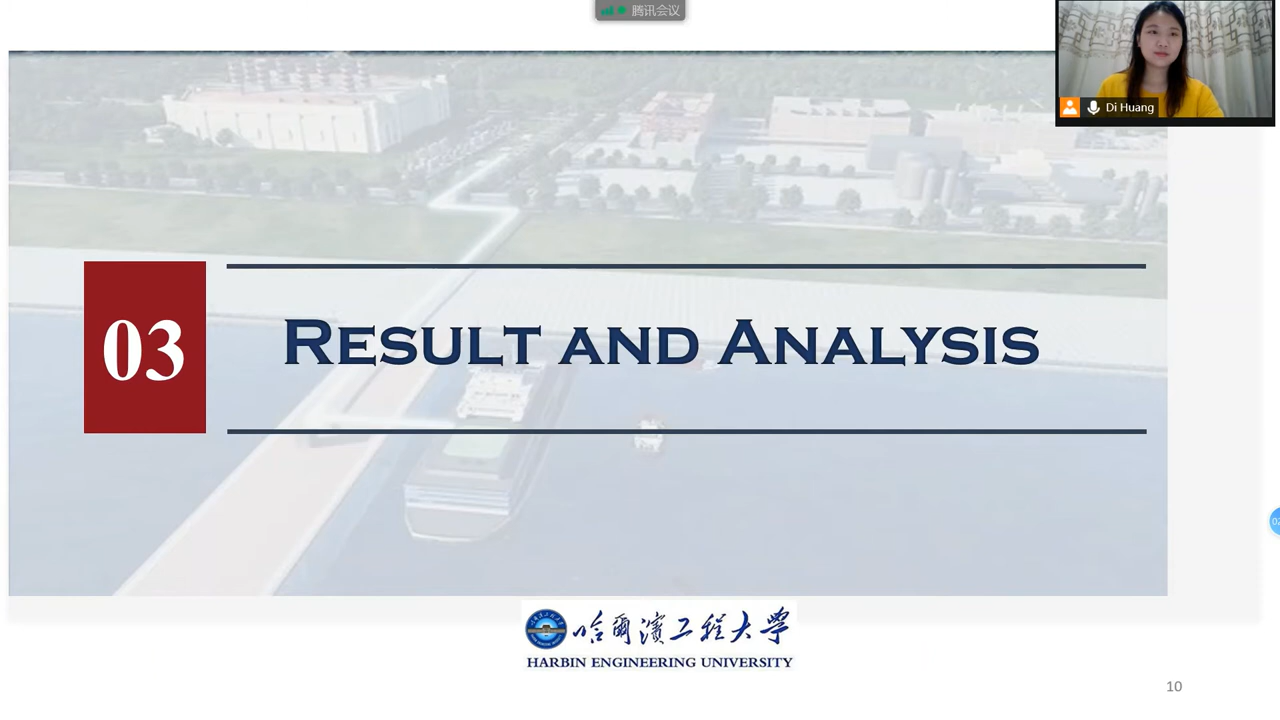 腾讯会议
Di Huang
03
RESULT AND ANALYSIS
哈爾濱工程大學
HARBIN ENGINEERING UNIVERSITY
10